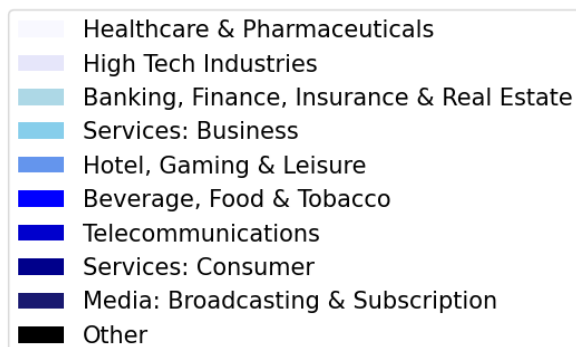 Healthcare & Pharmaceuticals
High Tech Industries
Banking, Finance, Insurance & Real Estate
Services: Business
Hotel, Gaming & Leisure
Beverage, Food & Tobacco
Telecommunications
Services: Consumer
Media: Broadcasting & Subscription
Other